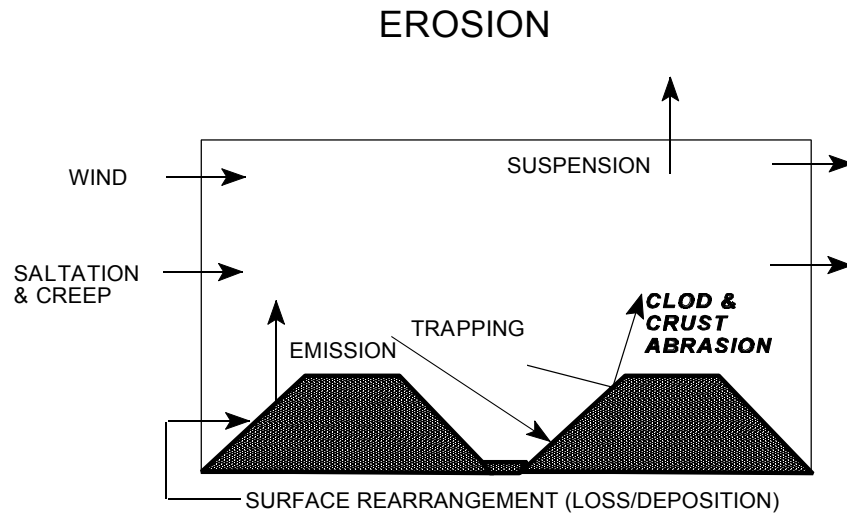 EROSION
WIND
SUSPENSION
SALTATION
& CREEP
TRAPPING
CLOD &
CRUST
ABRASION
EMISSION
SURFACE REARRANGEMENT (LOSS/DEPOSITION)